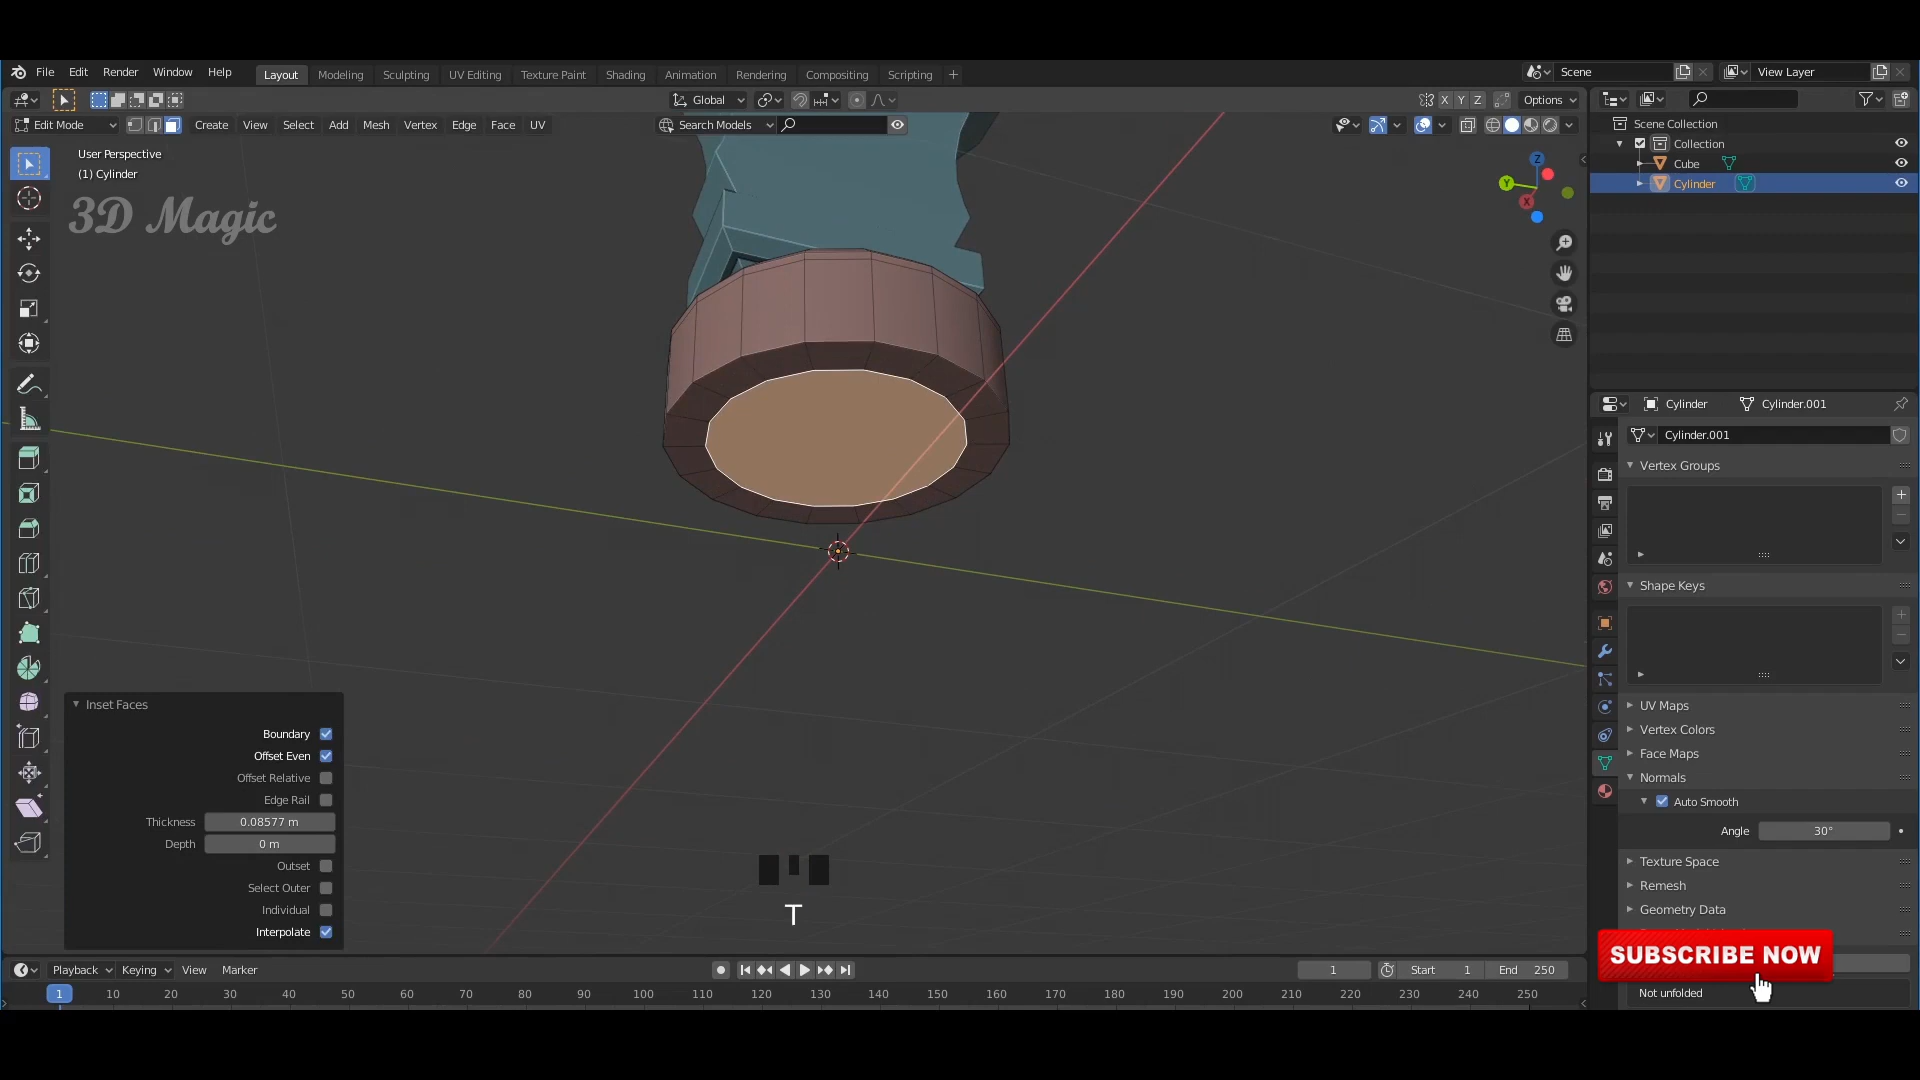 File Edit Render Window Help Layout Modeling Sculpting UV Editing Texture Paint Shading Animation Rendering Compositing Scripting + Scene View Layer
Global X Y Z Options
Edit Mode Create View Select Add Mesh Vertex Edge Face UV Search Models
User Perspective
(1) Cylinder
3D Magic
Z
Y
X
Scene Collection
Collection
Cube
Cylinder
Cylinder Cylinder.001
Cylinder.001
Vertex Groups
Shape Keys
UV Maps
Vertex Colors
Face Maps
Normals
Auto Smooth
Angle 30°
Texture Space
Remesh
Geometry Data
SUBSCRIBE NOW
Not unfolded
Inset Faces
Boundary
Offset Even
Offset Relative
Edge Rail
Thickness 0.08577 m
Depth 0 m
Outset
Select Outer
Individual
Interpolate
T
Playback Keying View Marker 1 Start 1 End 250
1 10 20 30 40 50 60 70 80 90 100 110 120 130 140 150 160 170 180 190 200 210 220 230 240 250